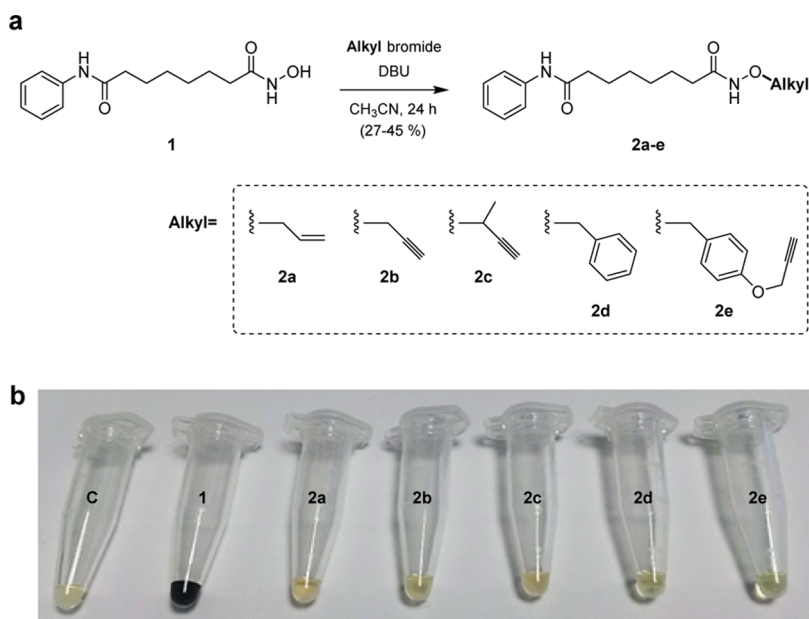 a
H
N
O
O
N
H
OH
1
Alkyl bromide
DBU
CH₃CN, 24 h
(27-45 %)
H
N
O
O
N
H
O
Alkyl
2a-e
Alkyl=
2a
2b
2c
2d
O
2e
b
C 1 2a 2b 2c 2d 2e